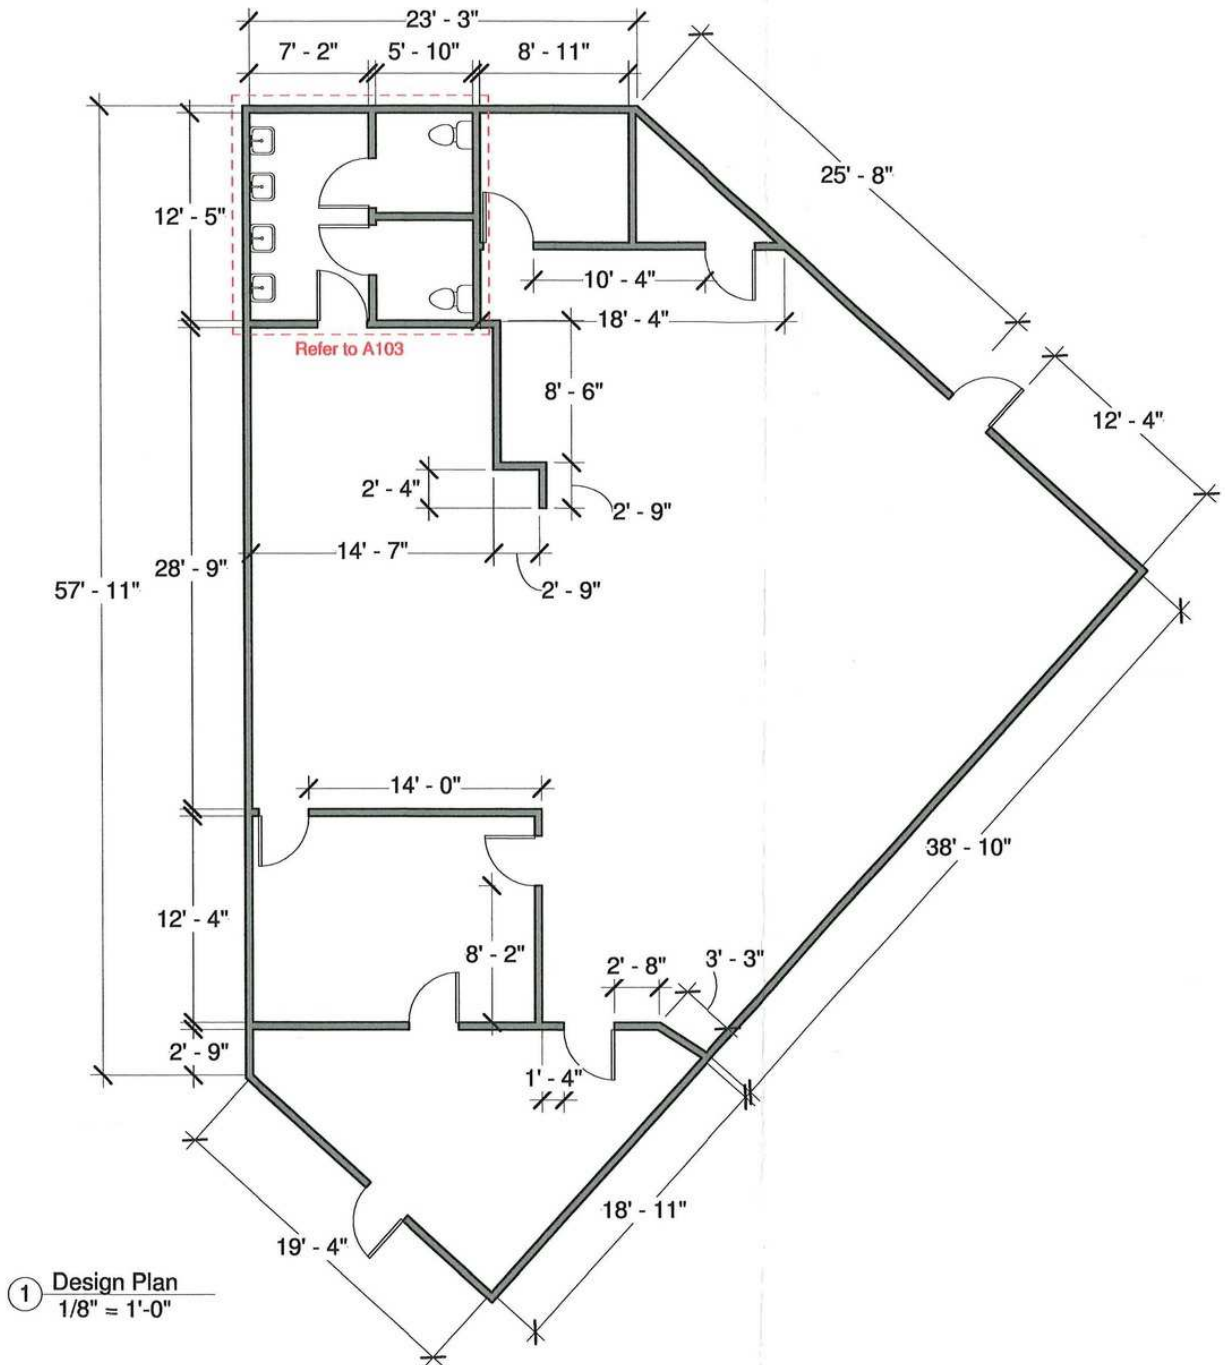 23' - 3"
7' - 2"
5' - 10"
8' - 11"
25' - 8"
12' - 5"
10' - 4"
18' - 4"
Refer to A103
8' - 6"
12' - 4"
2' - 4"
2' - 9"
14' - 7"
28' - 9"
57' - 11"
2' - 9"
14' - 0"
38' - 10"
12' - 4"
8' - 2"
2' - 8"
3' - 3"
2' - 9"
1' - 4"
18' - 11"
19' - 4"
1
Design Plan
1/8" = 1'-0"